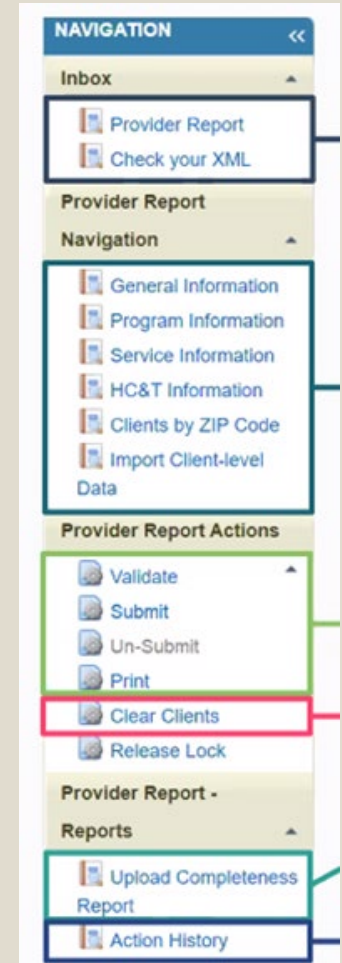 NAVIGATION «
Inbox
Provider Report
Check your XML
Provider Report
Navigation
General Information
Program Information
Service Information
HC&T Information
Clients by ZIP Code
Import Client-level
Data
Provider Report Actions
Validate
Submit
Un-Submit
Print
Clear Clients
Release Lock
Provider Report -
Reports
Upload Completeness
Report
Action History